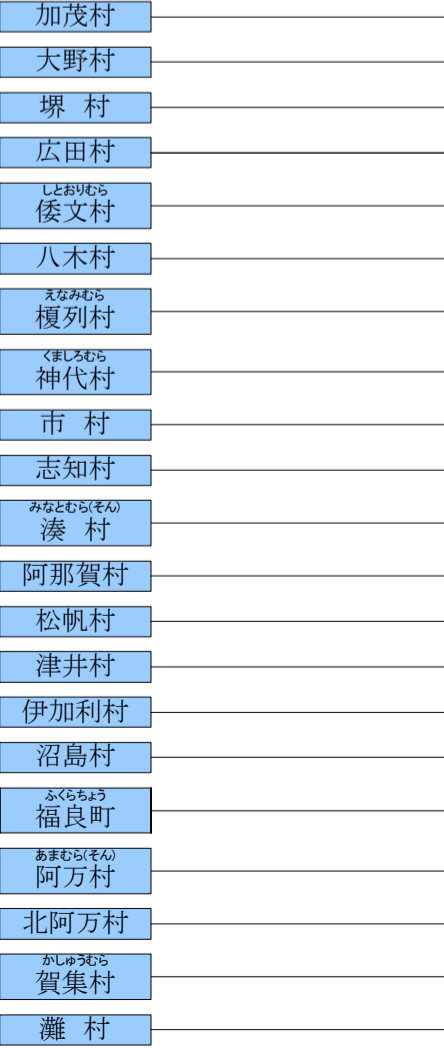 加茂村
大野村
堺 村
広田村
しとおりむら
倭文村
八木村
えなみむら
榎列村
くましろむら
神代村
市 村
志知村
みなとむら(そん)
湊 村
阿那賀村
松帆村
津井村
伊加利村
沼島村
ふくらちょう
福良町
あまむら(そん)
阿万村
北阿万村
かしゅうむら
賀集村
灘 村